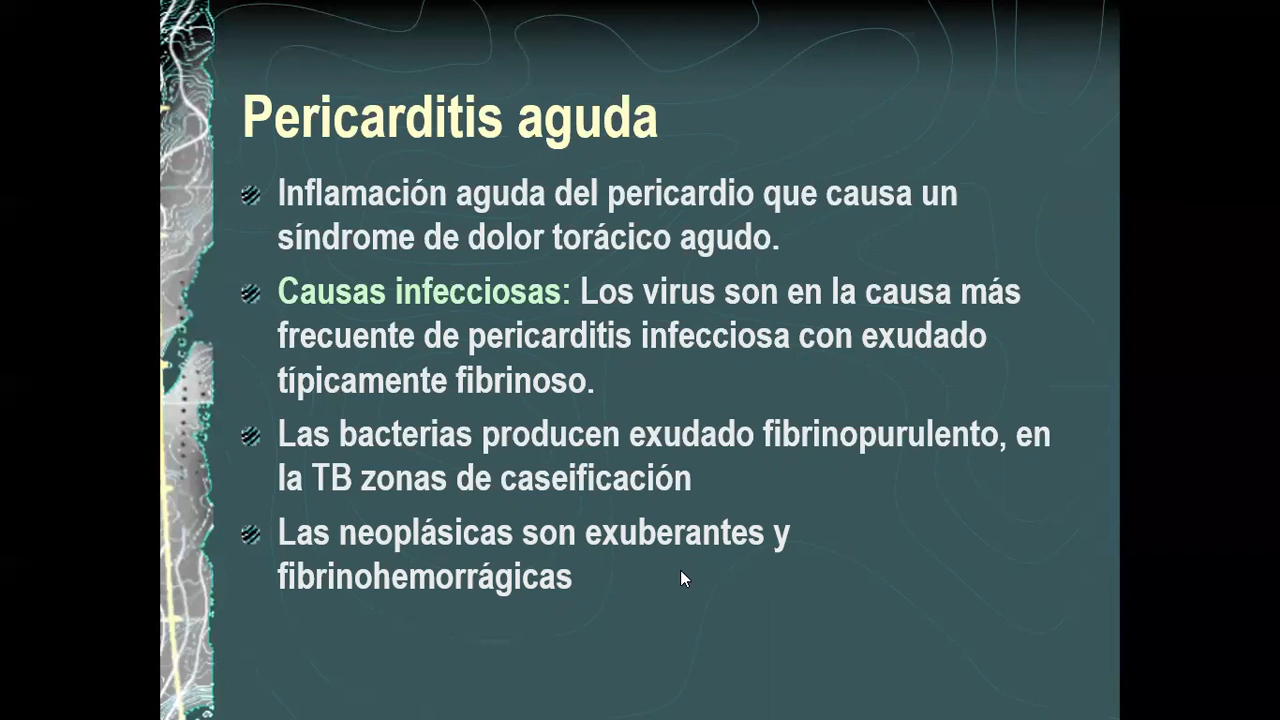 Pericarditis aguda
Inflamación aguda del pericardio que causa un
síndrome de dolor torácico agudo.
Causas infecciosas: Los virus son en la causa más
frecuente de pericarditis infecciosa con exudado
típicamente fibrinoso.
Las bacterias producen exudado fibrinopurulento, en
la TB zonas de caseificación
Las neoplásicas son exuberantes y
fibrinohemorrágicas